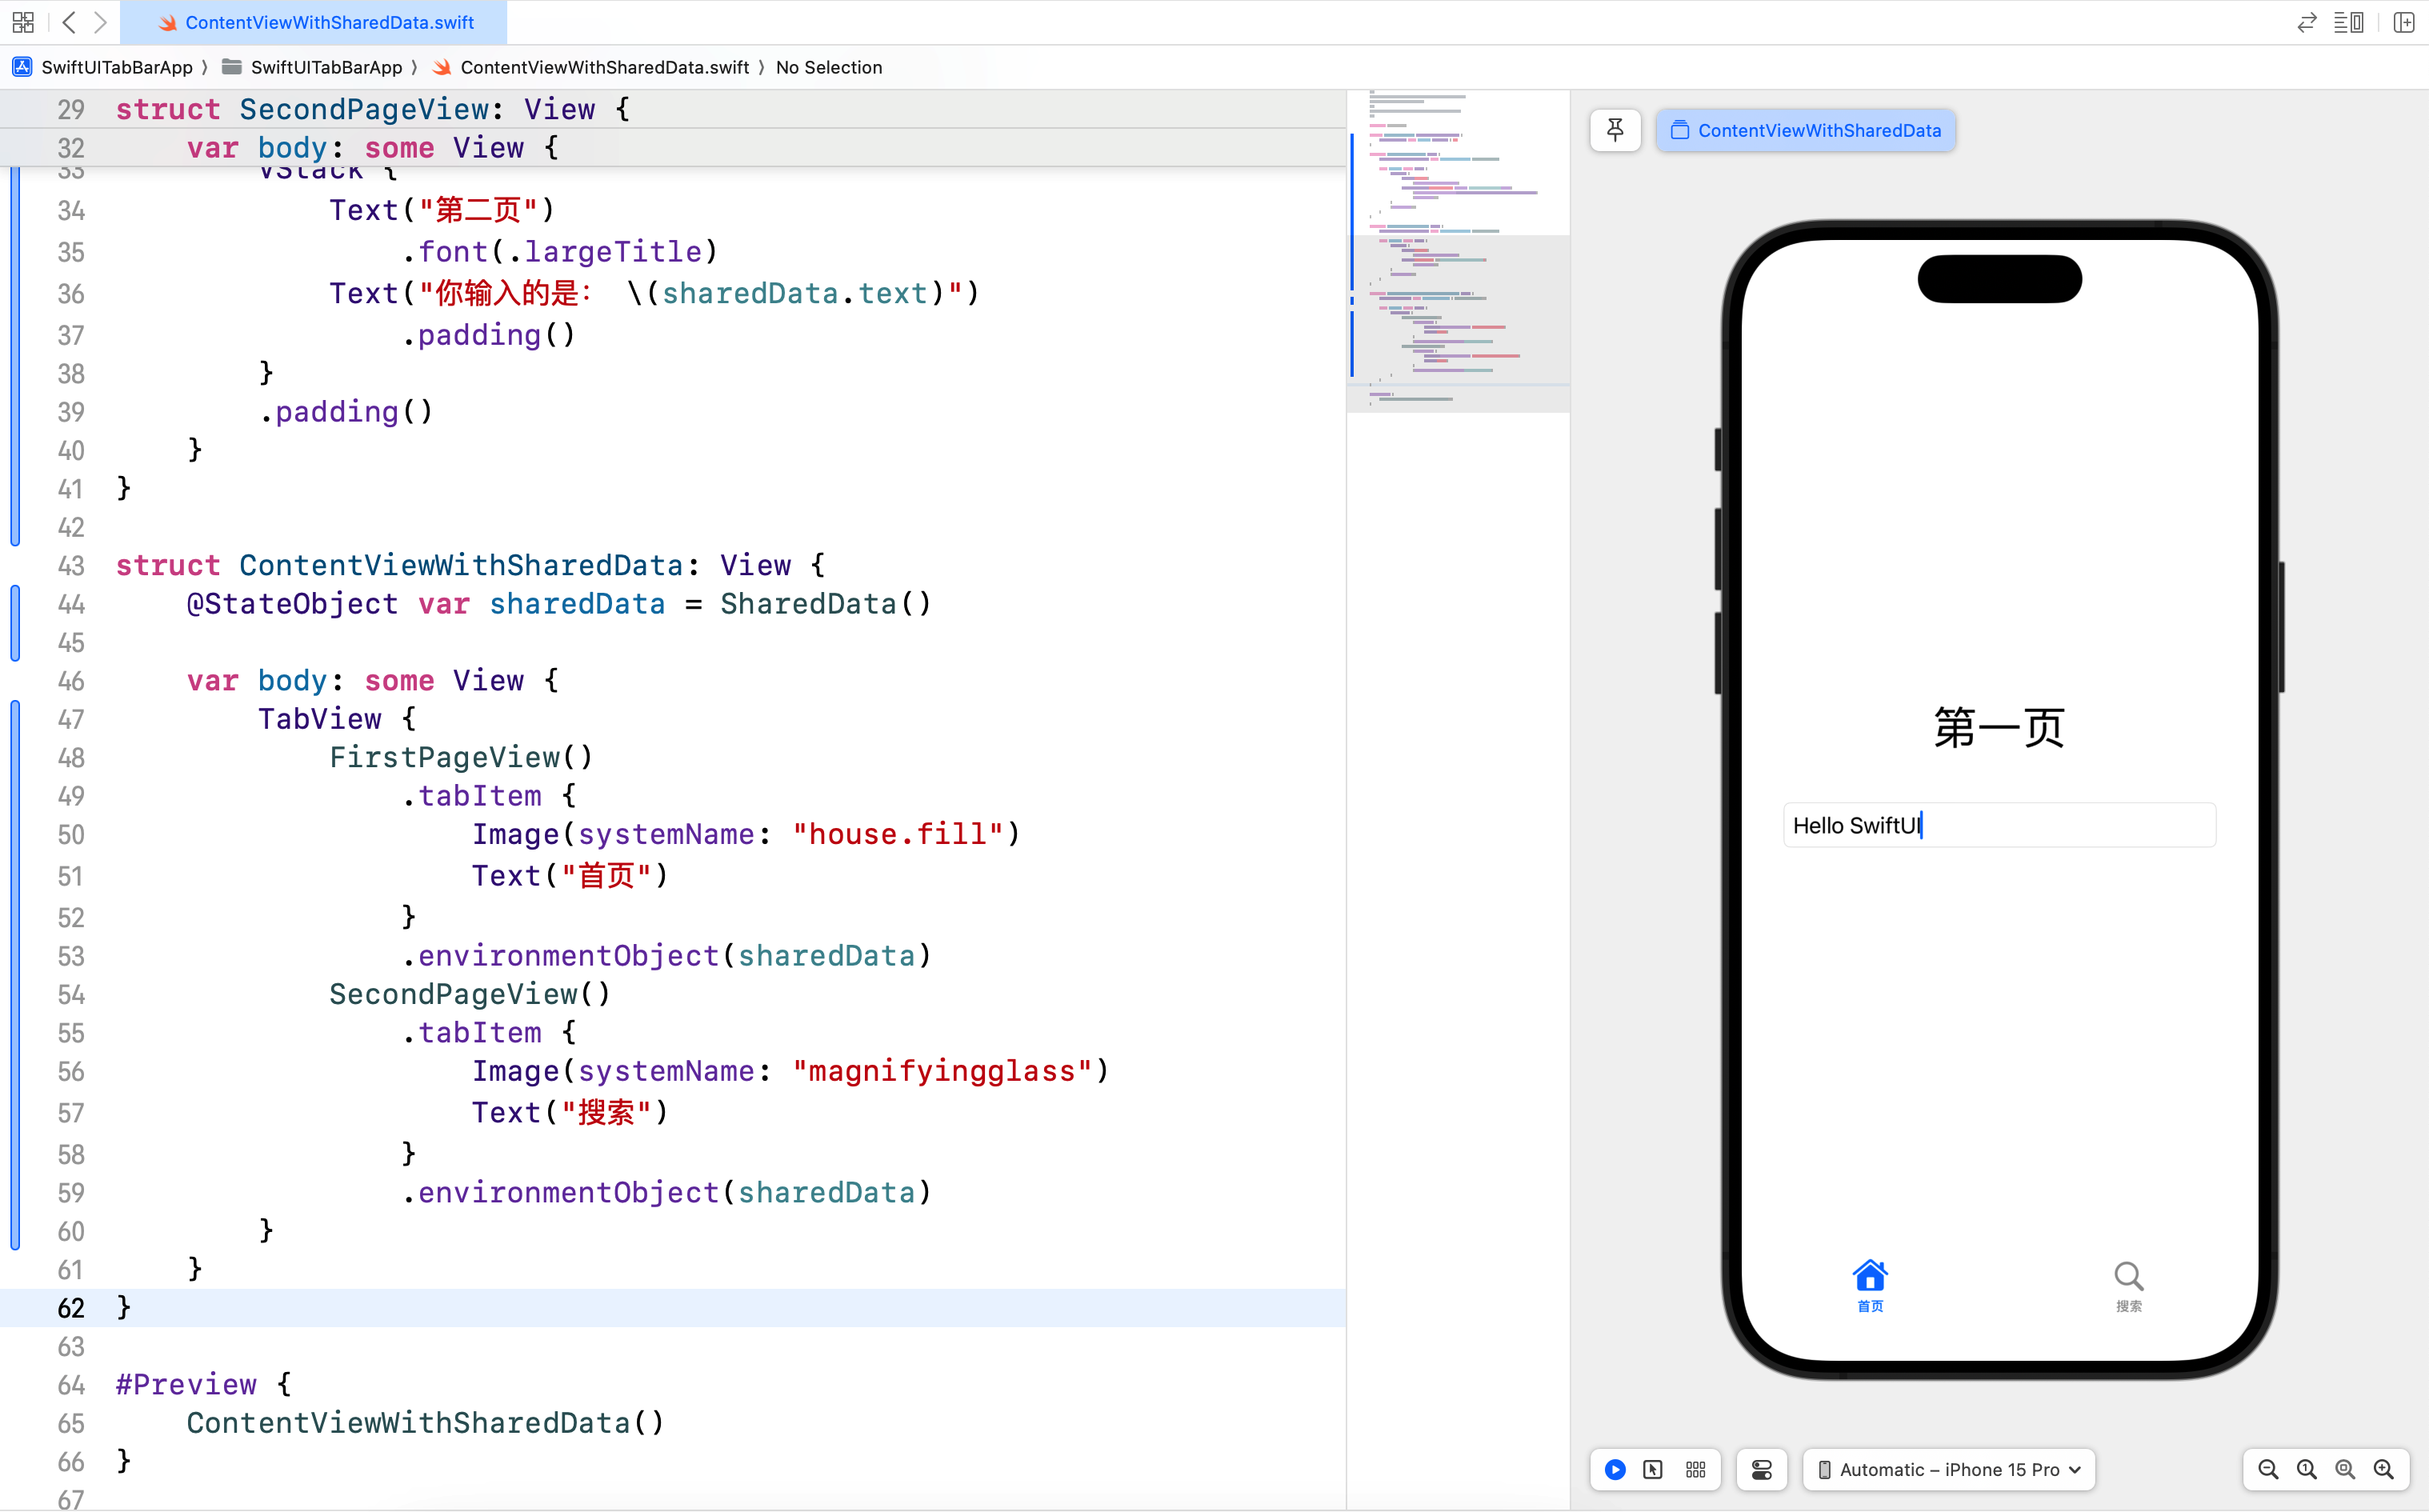 ContentViewWithSharedData.swift
SwiftUITabBarApp ⟩ SwiftUITabBarApp ⟩ ContentViewWithSharedData.swift ⟩ No Selection
29 struct SecondPageView: View {
32     var body: some View {
33         VStack {
34             Text("第二页")
35                 .font(.largeTitle)
36             Text("你输入的是： \(sharedData.text)")
37                 .padding()
38         }
39         .padding()
40     }
41 }
42
43 struct ContentViewWithSharedData: View {
44     @StateObject var sharedData = SharedData()
45
46     var body: some View {
47         TabView {
48             FirstPageView()
49                 .tabItem {
50                     Image(systemName: "house.fill")
51                     Text("首页")
52                 }
53                 .environmentObject(sharedData)
54             SecondPageView()
55                 .tabItem {
56                     Image(systemName: "magnifyingglass")
57                     Text("搜索")
58                 }
59                 .environmentObject(sharedData)
60         }
61     }
62 }
63
64 #Preview {
65     ContentViewWithSharedData()
66 }
67
ContentViewWithSharedData
第一页
Hello SwiftUI
首页
搜索
Automatic – iPhone 15 Pro